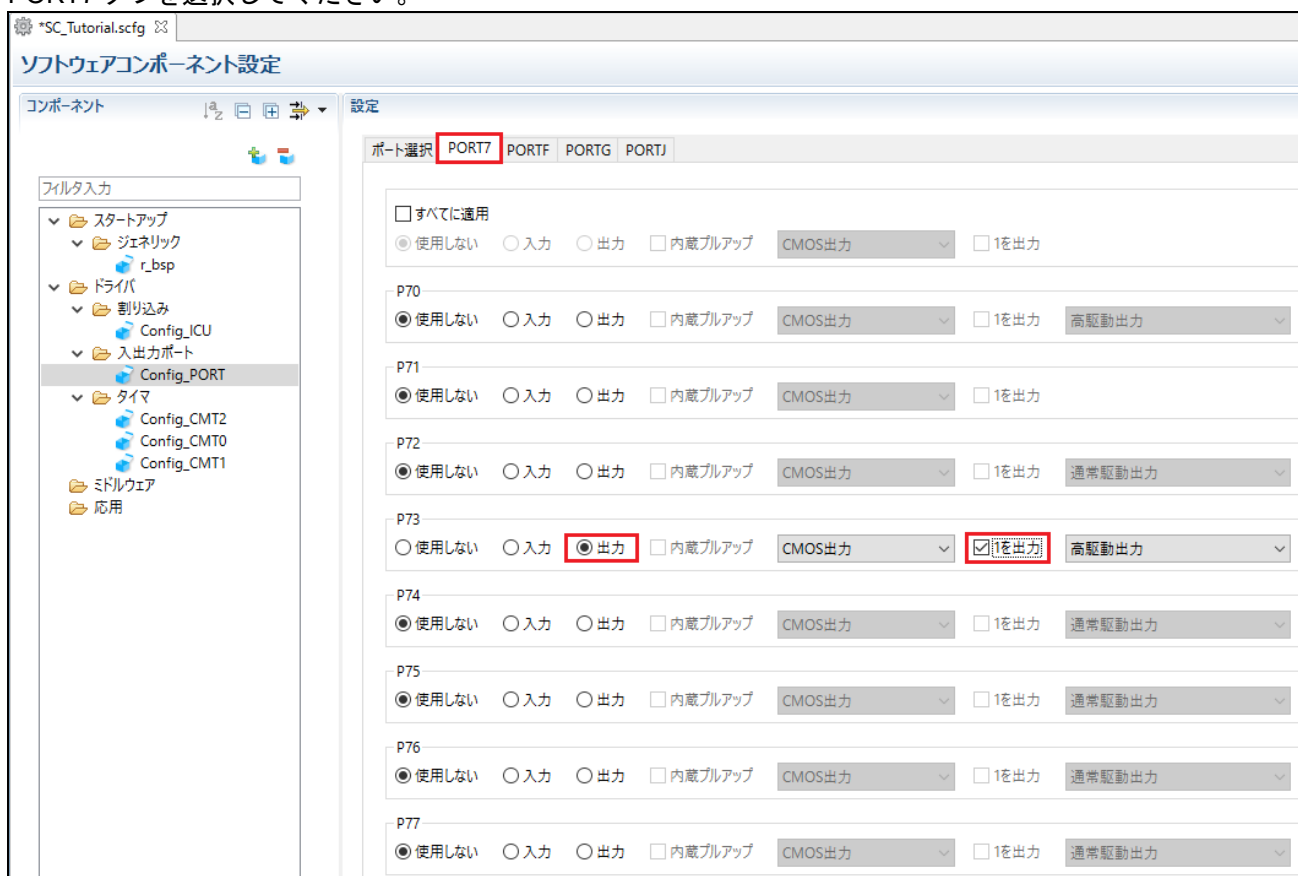 PORT7 タブを選択してください。
*SC_Tutorial.scfg
ソフトウェアコンポーネント設定
コンポーネント
設定
フィルタ入力
スタートアップ
ジェネリック
r_bsp
ドライバ
割り込み
Config_ICU
入出力ポート
Config_PORT
タイマ
Config_CMT2
Config_CMT0
Config_CMT1
ミドルウェア
応用
ポート選択 PORT7 PORTF PORTG PORTJ
すべてに適用
使用しない 入力 出力 内蔵プルアップ CMOS出力 1を出力
P70
使用しない 入力 出力 内蔵プルアップ CMOS出力 1を出力 高駆動出力
P71
使用しない 入力 出力 内蔵プルアップ CMOS出力 1を出力
P72
使用しない 入力 出力 内蔵プルアップ CMOS出力 1を出力 通常駆動出力
P73
使用しない 入力 出力 内蔵プルアップ CMOS出力 1を出力 高駆動出力
P74
使用しない 入力 出力 内蔵プルアップ CMOS出力 1を出力 通常駆動出力
P75
使用しない 入力 出力 内蔵プルアップ CMOS出力 1を出力 通常駆動出力
P76
使用しない 入力 出力 内蔵プルアップ CMOS出力 1を出力 通常駆動出力
P77
使用しない 入力 出力 内蔵プルアップ CMOS出力 1を出力 通常駆動出力